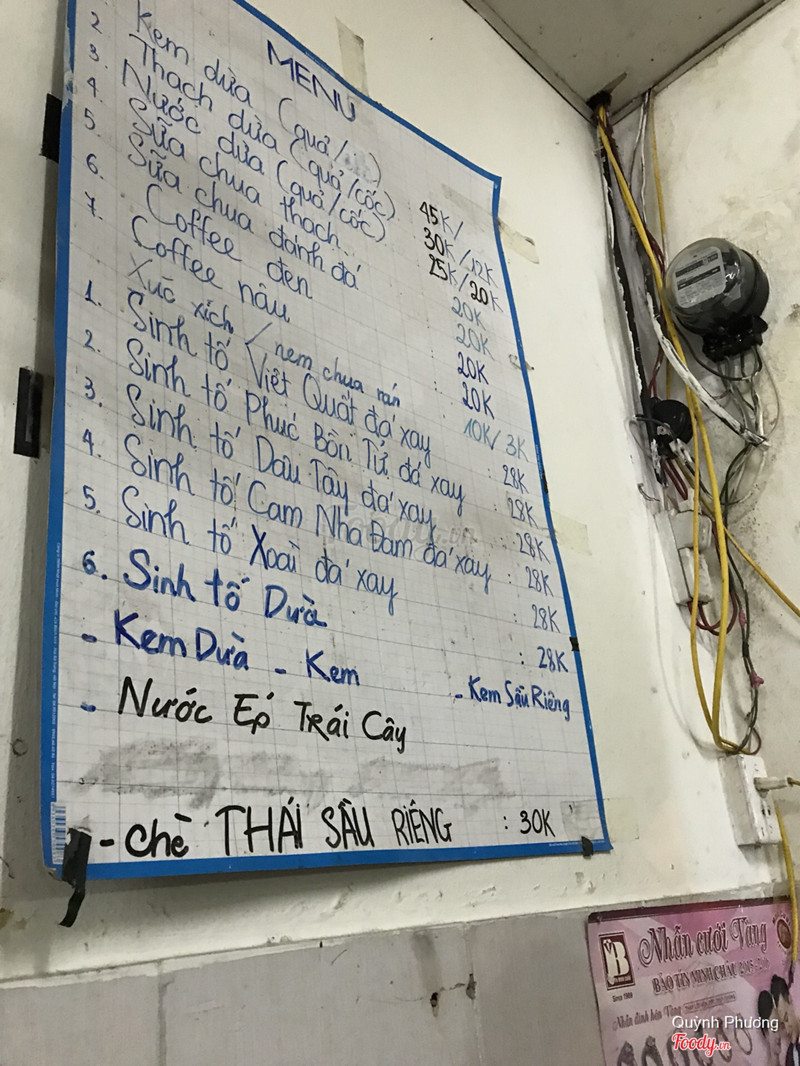 MENU
Kem dừa (quả/ ) : 45K/
2. Thạch dừa (quả/cốc) : 30K/12K
3. Nước dừa (quả/cốc) : 25K/20K
4. Sữa chua thạch : 20K
5. Sữa chua đánh đá : 20K
6. Coffee đen : 20K
7. Coffee nâu : 20K
Xúc xích / nem chua rán : 10K/3K
1. Sinh tố Việt Quất đá xay : 28K
2. Sinh tố Phúc Bồn Tử đá xay : 28K
3. Sinh tố Dâu Tây đá xay : 28K
4. Sinh tố Cam Nha Đam đá xay : 28K
5. Sinh tố Xoài đá xay : 28K
6. Sinh tố Dừa : 28K
- Kem Dừa - Kem - Kem Sầu Riêng
- Nước Ép Trái Cây
- chè THÁI SẦU RIÊNG : 30K
Nhẫn cưới Vàng
BẢO TÍN MINH CHÂU
Since 1989
Quỳnh Phương
Foody.vn